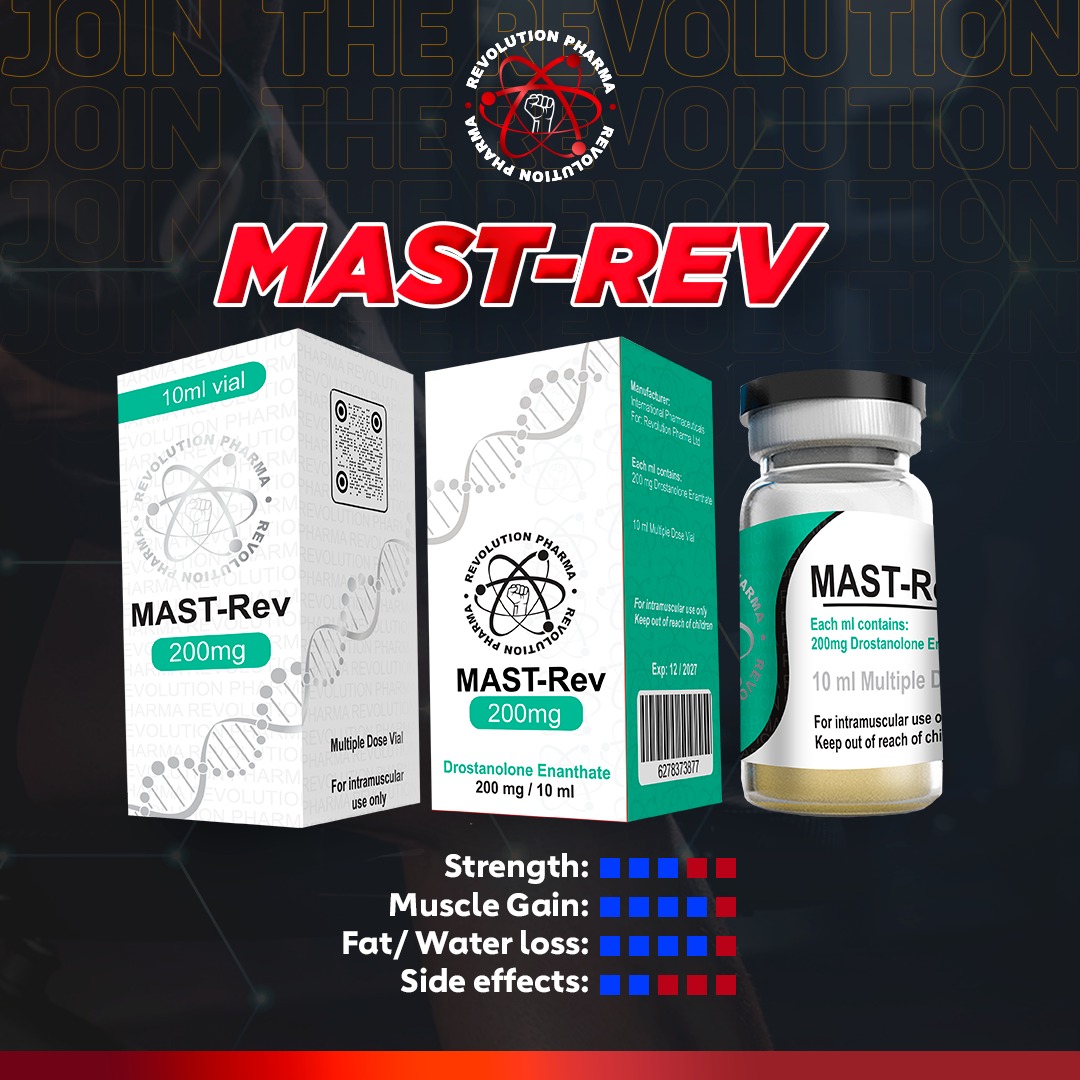 JOIN THE REVOLUTION
JOIN THE REVOLUTION
JOIN THE REVOLUTION
JOIN THE REVOLUTION
REVOLUTION PHARMA • REVOLUTION PHARMA •
MAST-REV
10ml vial
REVOLUTION PHARMA • REVOLUTION PHARMA •
MAST-Rev
200mg
Multiple Dose Vial
For intramuscular
use only
REVOLUTION PHARMA • REVOLUTION PHARMA •
MAST-Rev
200mg
Drostanolone Enanthate
200 mg / 10 ml
Manufacturer:
International Pharmaceuticals
For; Revolution Pharma Ltd
Each ml contains:
200 mg Drostanolone Enanthate
10 ml Multiple Dose Vial
For intramuscular use only
Keep out of reach of children
Exp: 12 / 2027
6278373877
MAST-R
Each ml contains:
200mg Drostanolone En
10 ml Multiple D
For intramuscular use o
Keep out of reach of chi
Strength:
Muscle Gain:
Fat/ Water loss:
Side effects: